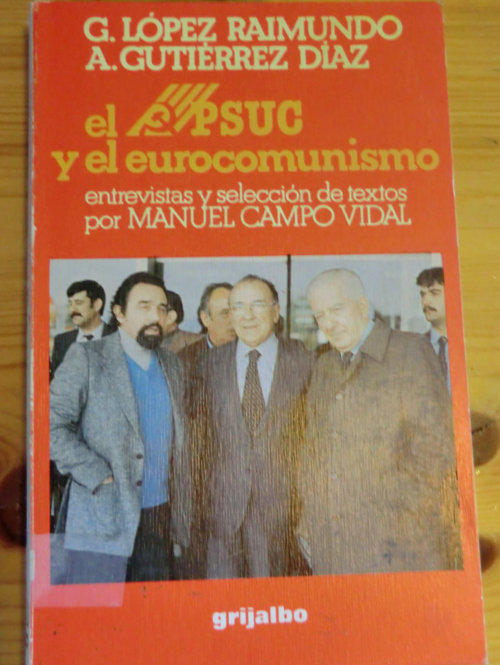 G. LÓPEZ RAIMUNDO
A. GUTIÉRREZ DÍAZ
el PSUC
y el eurocomunismo
entrevistas y selección de textos
por MANUEL CAMPO VIDAL
grijalbo